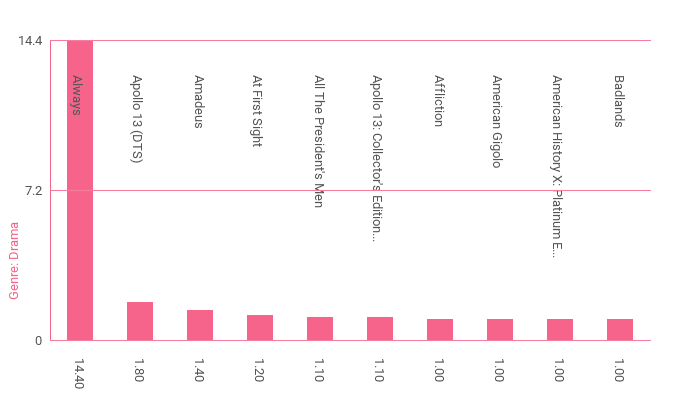 14.4
7.2
0
Genre: Drama
Always
Apollo 13 (DTS)
Amadeus
At First Sight
All The President's Men
Apollo 13: Collector's Edition...
Affliction
American Gigolo
American History X: Platinum E...
Badlands
14.40
1.80
1.40
1.20
1.10
1.10
1.00
1.00
1.00
1.00